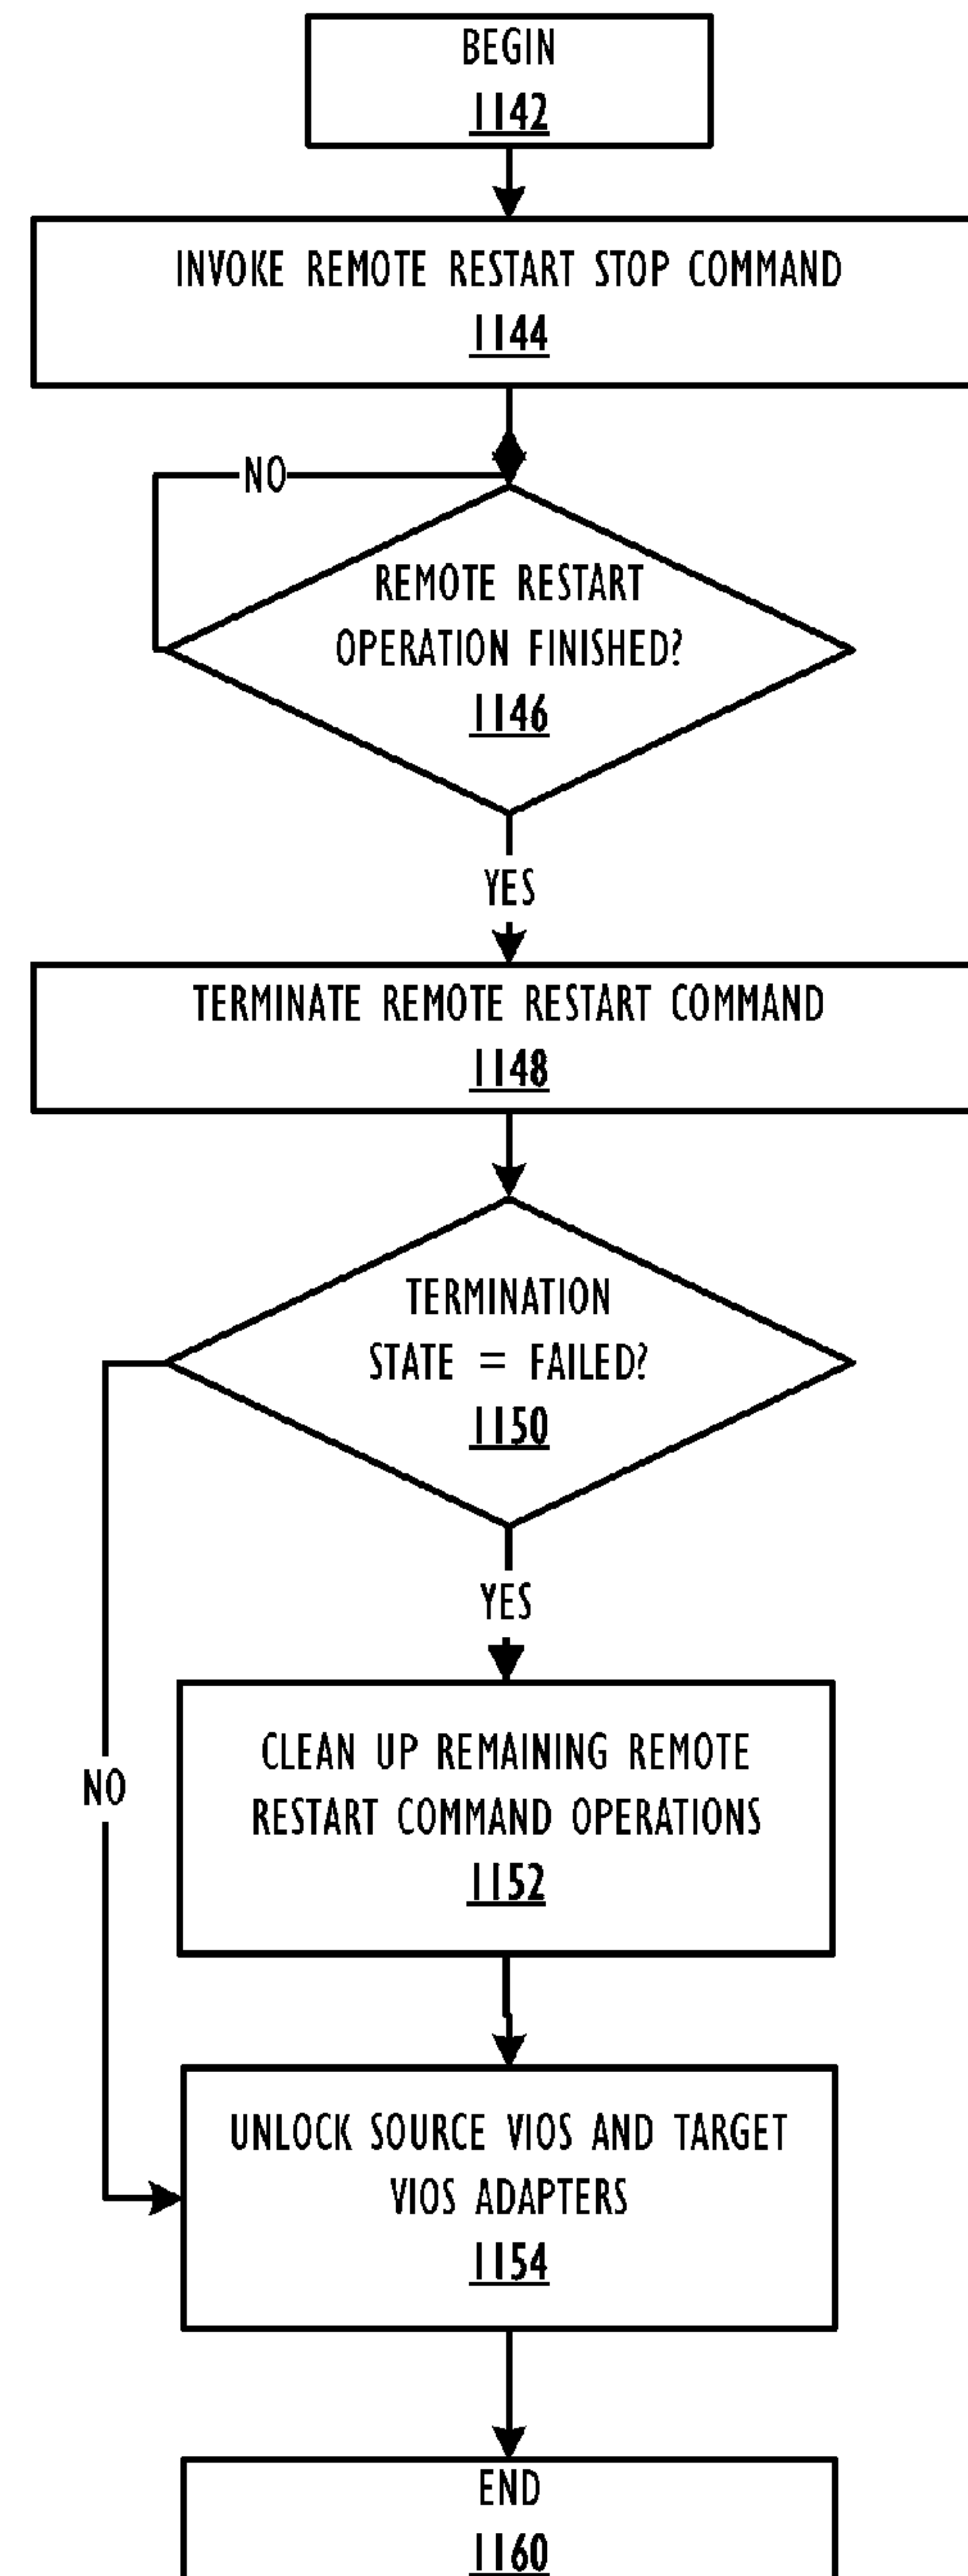 BEGIN
1142
INVOKE REMOTE RESTART STOP COMMAND
1144
NO
REMOTE RESTART
OPERATION FINISHED?
1146
YES
TERMINATE REMOTE RESTART COMMAND
1148
TERMINATION
STATE = FAILED?
1150
YES
CLEAN UP REMAINING REMOTE
RESTART COMMAND OPERATIONS
1152
NO
UNLOCK SOURCE VIOS AND TARGET
VIOS ADAPTERS
1154
END
1160